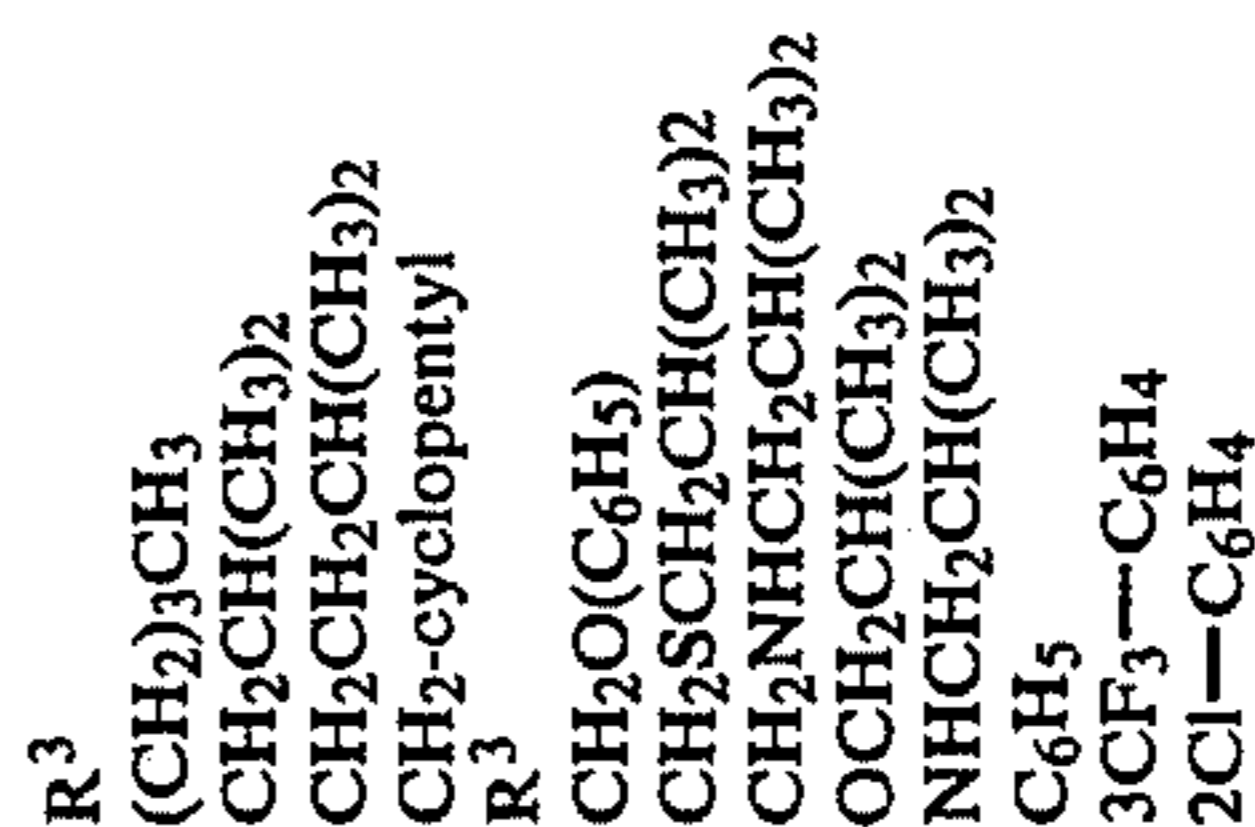 R³
(CH₂)₃CH₃
CH₂CH(CH₃)₂
CH₂CH₂CH(CH₃)₂
CH₂-cyclopentyl
R³
CH₂O(C₆H₅)
CH₂SCH₂CH(CH₃)2
CH₂NHCH₂CH(CH₃)₂
OCH₂CH(CH₃)₂
NHCH₂CH(CH₃)₂
C₆H₅
3CF₃—C₆H₄
2Cl—C₆H₄